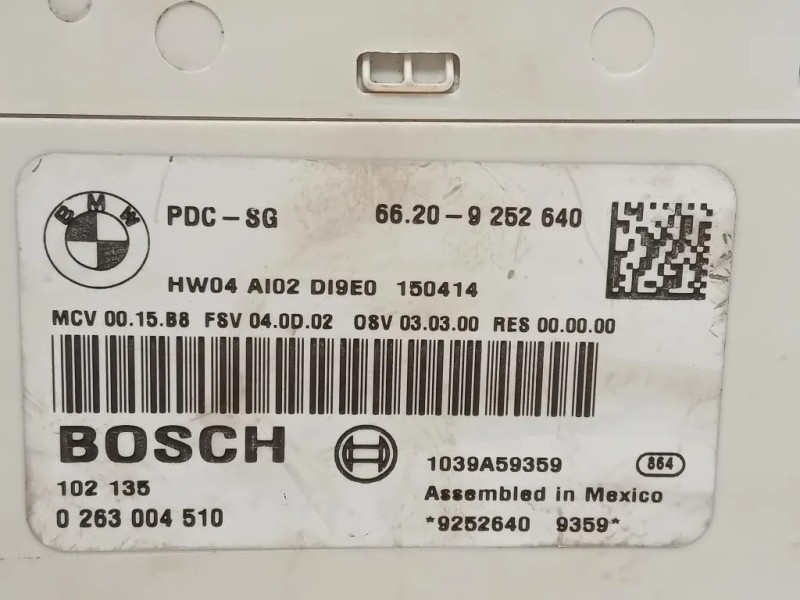 BMW
PDC-SG 66.20-9 252 640
HW04 AI02 DI9E0 150414
MCV 00.15.B8 FSV 04.0D.02 OSV 03.03.00 RES 00.00.00
BOSCH
1039A59359 864
102 135
Assembled in Mexico
0 263 004 510
*9252640 9359*